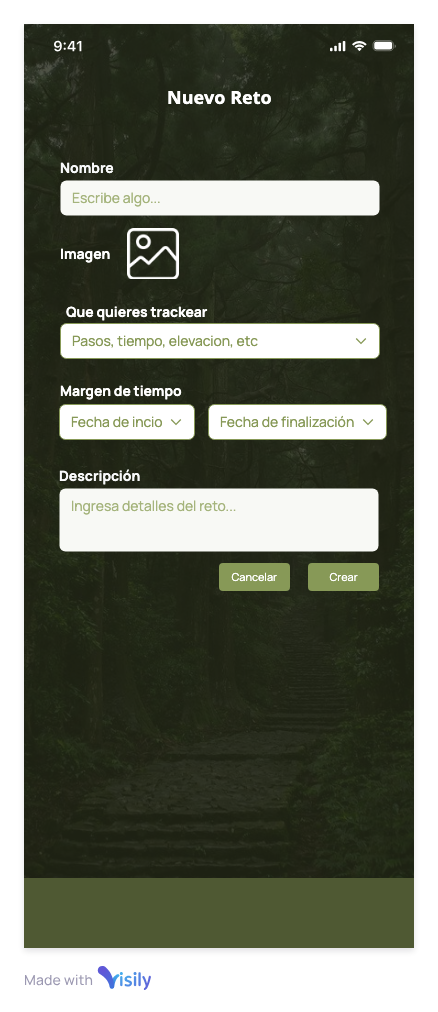 9:41
Nuevo Reto
Nombre
Escribe algo...
Imagen
Que quieres trackear
Pasos, tiempo, elevacion, etc
Margen de tiempo
Fecha de incio
Fecha de finalización
Descripción
Ingresa detalles del reto...
Cancelar
Crear
Made with Visily